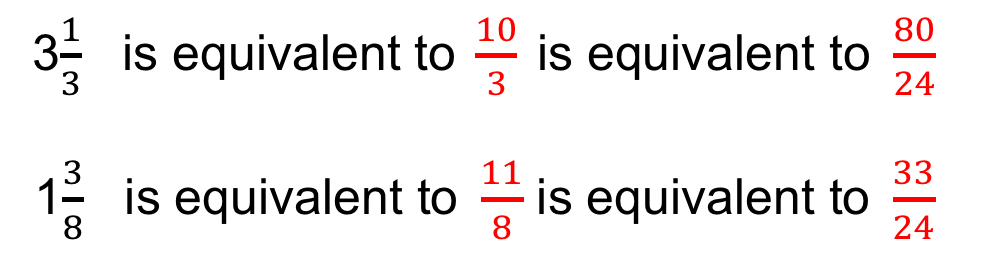 3 1/3 is equivalent to 10/3 is equivalent to 80/24
1 3/8 is equivalent to 11/8 is equivalent to 33/24